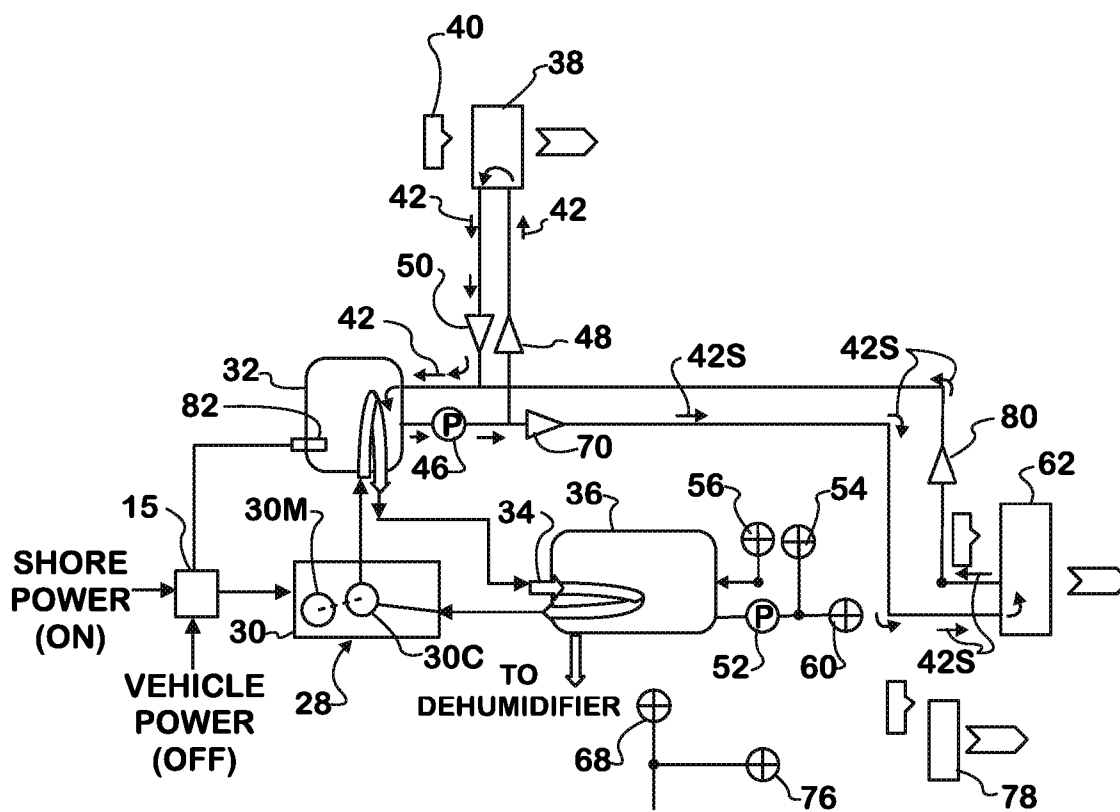 40
38
42
42
50
48
42
42S
42S
32
82
P
46
70
80
62
15
30M
34
36
56
54
SHORE
POWER
(ON)
30
30C
P
52
60
42S
VEHICLE
POWER
(OFF)
28
TO
DEHUMIDIFIER
68
76
78